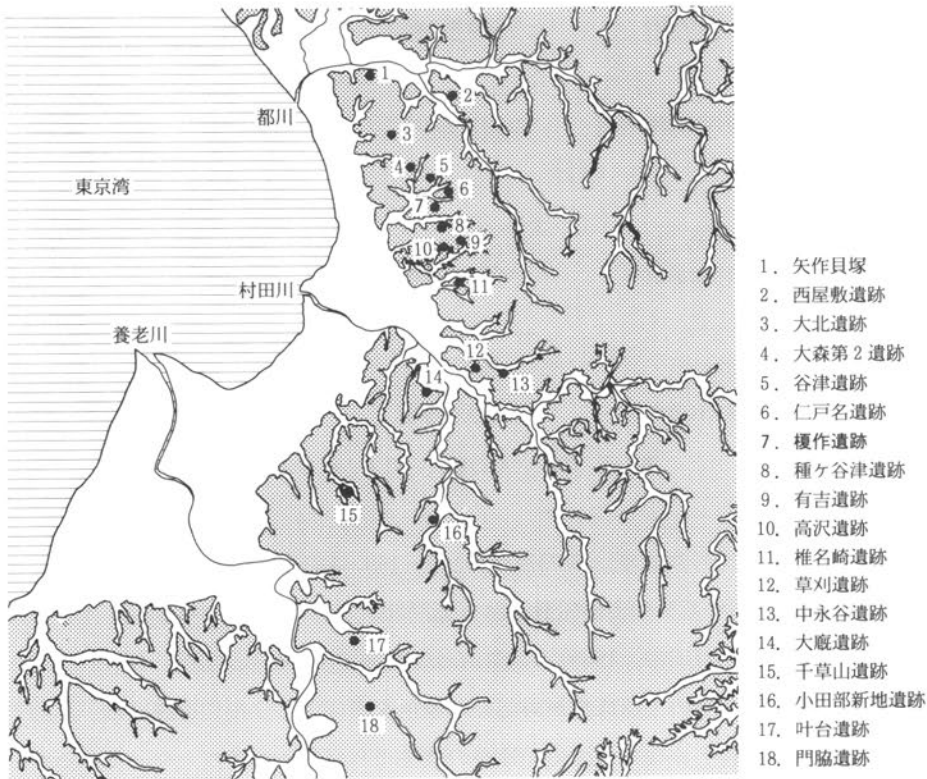 1
都川
2
3
4
5
東京湾
6
7
8
9
10
11
村田川
養老川
12
13
14
15
16
17
18
1. 矢作貝塚
2. 西屋敷遺跡
3. 大北遺跡
4. 大森第2遺跡
5. 谷津遺跡
6. 仁戸名遺跡
7. 榎作遺跡
8. 種ケ谷津遺跡
9. 有吉遺跡
10. 高沢遺跡
11. 椎名崎遺跡
12. 草刈遺跡
13. 中永谷遺跡
14. 大厩遺跡
15. 千草山遺跡
16. 小田部新地遺跡
17. 叶台遺跡
18. 門脇遺跡